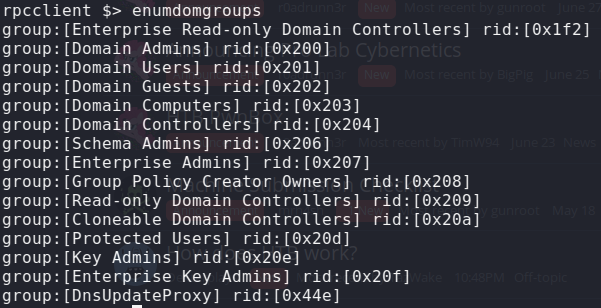 rpcclient $> enumdomgroups
group:[Enterprise Read-only Domain Controllers] rid:[0x1f2]
group:[Domain Admins] rid:[0x200]
group:[Domain Users] rid:[0x201]
group:[Domain Guests] rid:[0x202]
group:[Domain Computers] rid:[0x203]
group:[Domain Controllers] rid:[0x204]
group:[Schema Admins] rid:[0x206]
group:[Enterprise Admins] rid:[0x207]
group:[Group Policy Creator Owners] rid:[0x208]
group:[Read-only Domain Controllers] rid:[0x209]
group:[Cloneable Domain Controllers] rid:[0x20a]
group:[Protected Users] rid:[0x20d]
group:[Key Admins] rid:[0x20e]
group:[Enterprise Key Admins] rid:[0x20f]
group:[DnsUpdateProxy] rid:[0x44e]